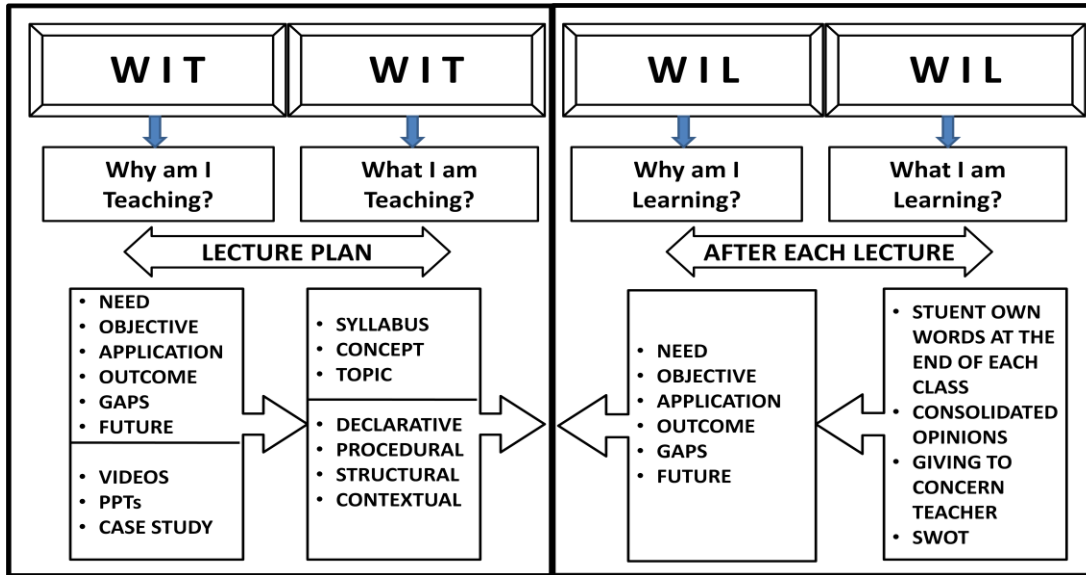 W I T
W I T
W I L
W I L
Why am I
Teaching?
What I am
Teaching?
Why am I
Learning?
What I am
Learning?
LECTURE PLAN
AFTER EACH LECTURE
• NEED
• OBJECTIVE
• APPLICATION
• OUTCOME
• GAPS
• FUTURE
• VIDEOS
• PPTs
• CASE STUDY
• SYLLABUS
• CONCEPT
• TOPIC
• DECLARATIVE
• PROCEDURAL
• STRUCTURAL
• CONTEXTUAL
• NEED
• OBJECTIVE
• APPLICATION
• OUTCOME
• GAPS
• FUTURE
• STUENT OWN
WORDS AT THE
END OF EACH
CLASS
• CONSOLIDATED
OPINIONS
• GIVING TO
CONCERN
TEACHER
• SWOT